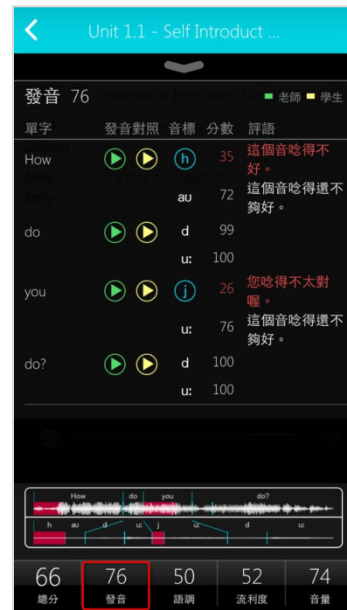 Unit 1.1 - Self Introduct ...
發音 76 老師 學生
單字 發音對照 音標 分數 評語
How h 35 這個音唸得不
好。
aʊ 72 這個音唸得還不
夠好。
do d 99
u: 100
you j 26 您唸得不太對
喔。
u: 76 這個音唸得還不
夠好。
do? d 100
u: 100
How do you do?
h aʊ d u: j u: d u:
66 76 50 52 74
總分 發音 語調 流利度 音量